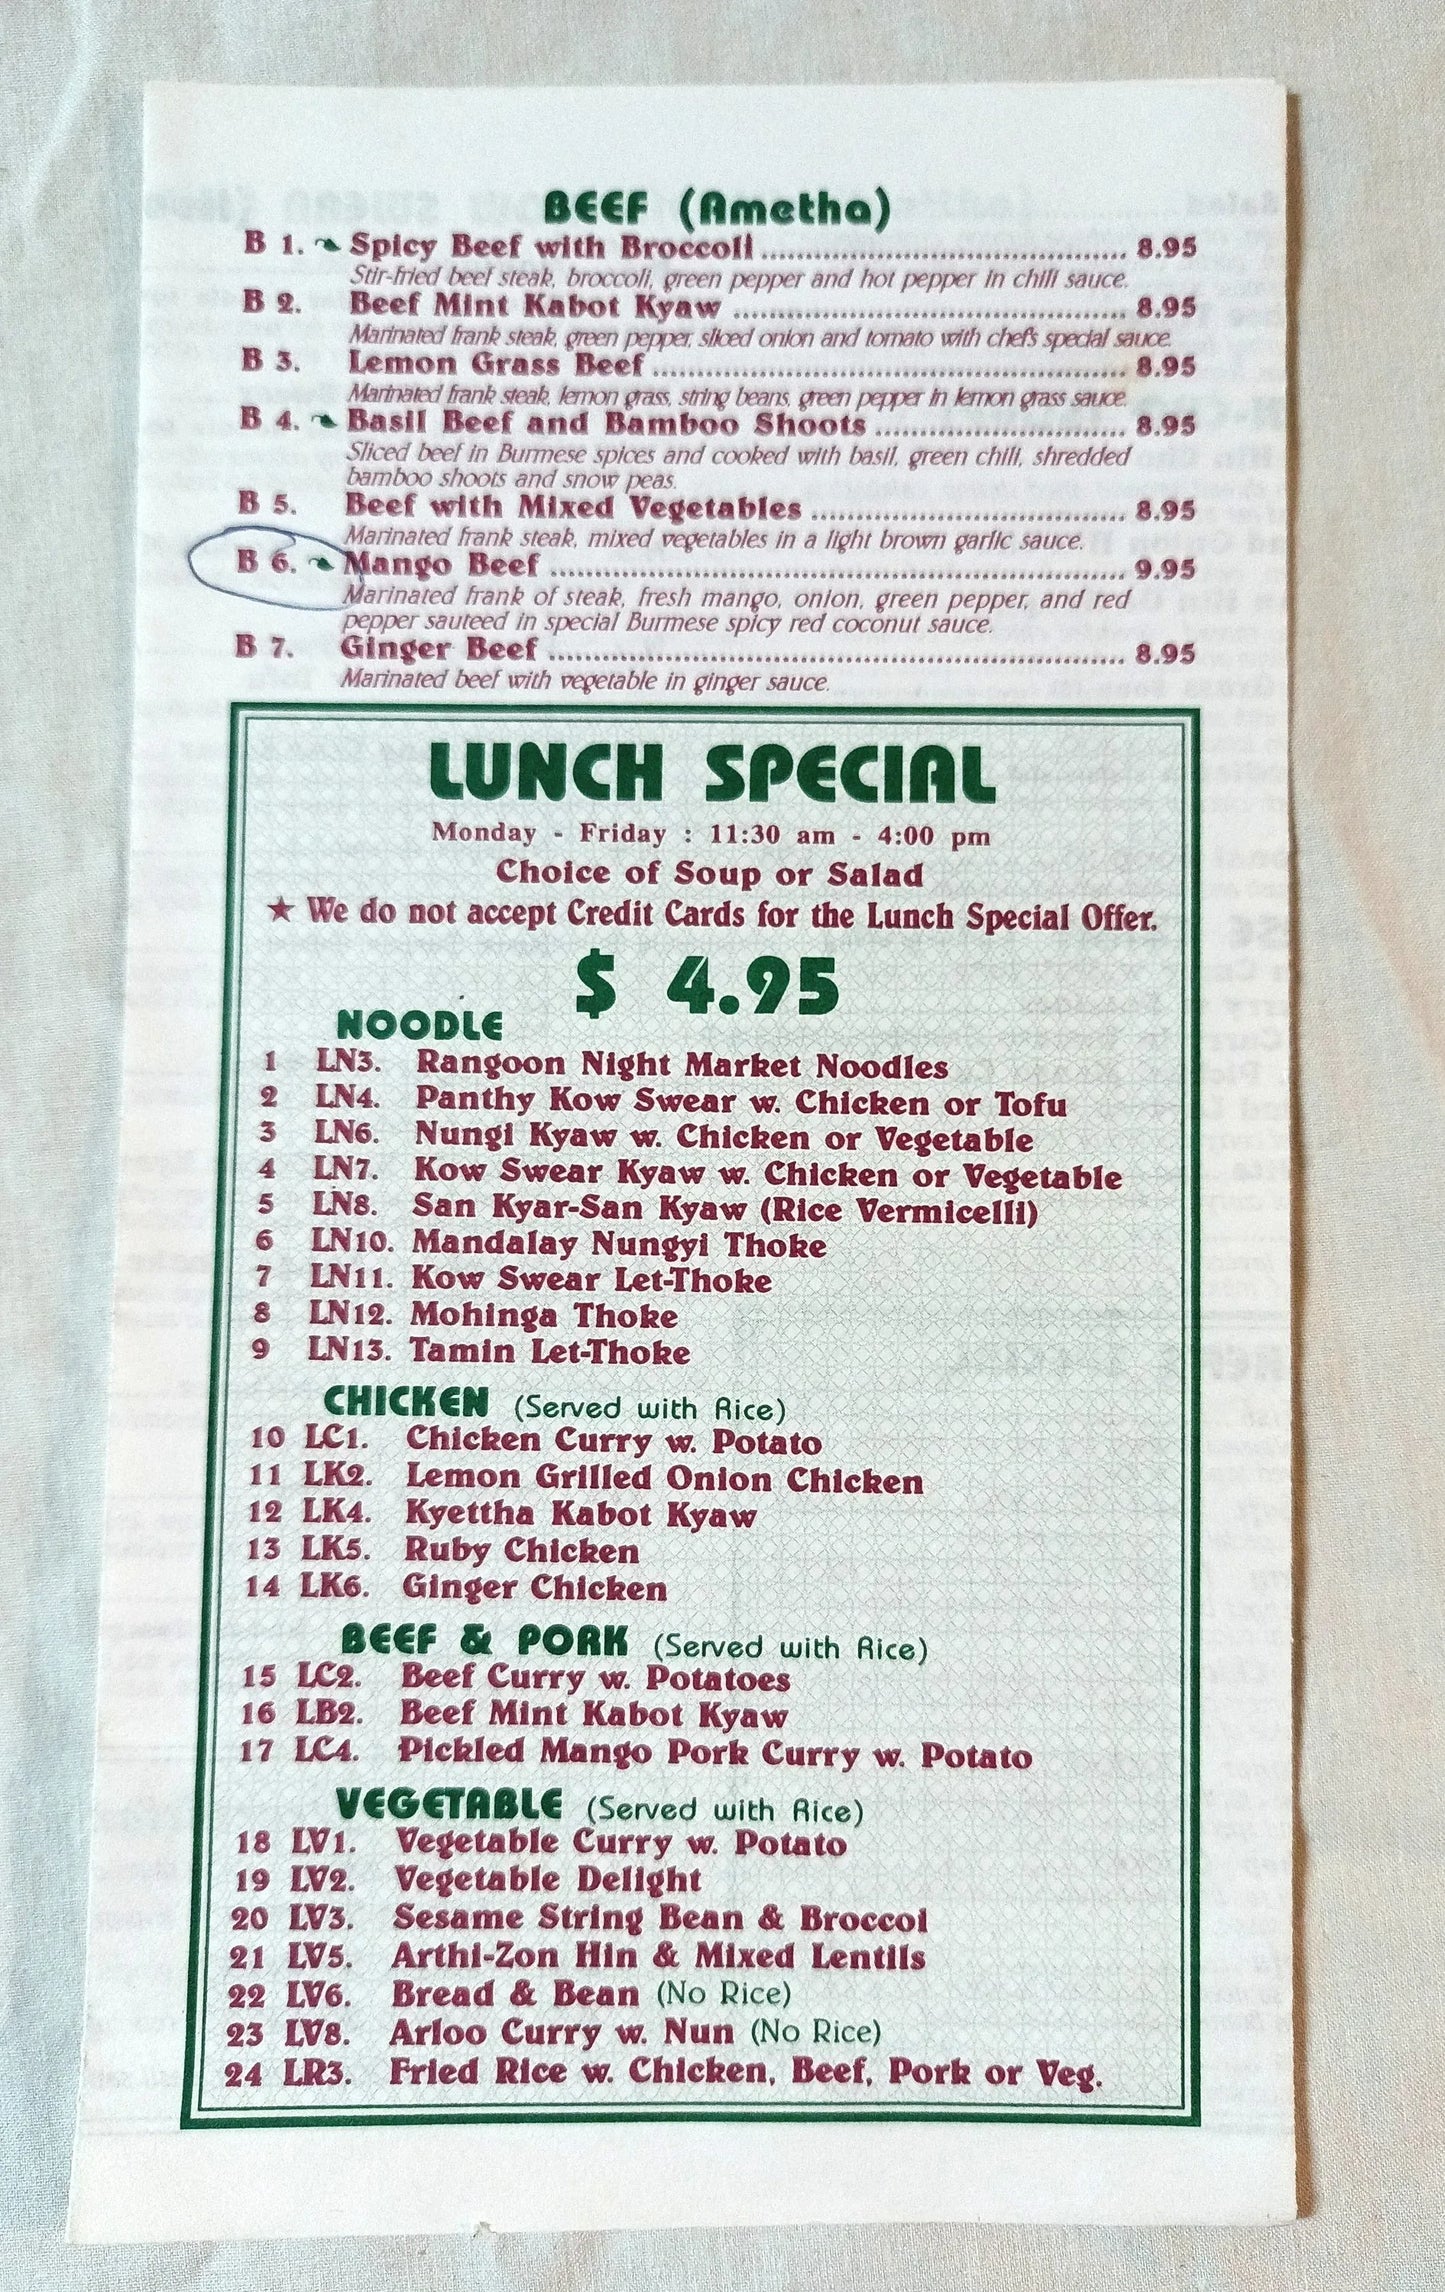 BEEF (Ametha)
B 1. Spicy Beef with Broccoli ........................................ 8.95
Stir-fried beef steak, broccoli, green pepper and hot pepper in chili sauce.
B 2. Beef Mint Kabot Kyaw ........................................ 8.95
Marinated frank steak, green pepper, sliced onion and tomato with chef's special sauce.
B 3. Lemon Grass Beef ........................................ 8.95
Marinated frank steak, lemon grass, string beans, green pepper in lemon grass sauce.
B 4. Basil Beef and Bamboo Shoots ........................................ 8.95
Sliced beef in Burmese spices and cooked with basil, green chili, shredded
bamboo shoots and snow peas.
B 5. Beef with Mixed Vegetables ........................................ 8.95
Marinated frank steak, mixed vegetables in a light brown garlic sauce.
B 6. Mango Beef ........................................ 9.95
Marinated frank of steak, fresh mango, onion, green pepper, and red
pepper sauteed in special Burmese spicy red coconut sauce.
B 7. Ginger Beef ........................................ 8.95
Marinated beef with vegetable in ginger sauce.
LUNCH SPECIAL
Monday - Friday : 11:30 am - 4:00 pm
Choice of Soup or Salad
★ We do not accept Credit Cards for the Lunch Special Offer.
$ 4.95
NOODLE
1 LN3. Rangoon Night Market Noodles
2 LN4. Panthy Kow Swear w. Chicken or Tofu
3 LN6. Nungi Kyaw w. Chicken or Vegetable
4 LN7. Kow Swear Kyaw w. Chicken or Vegetable
5 LN8. San Kyar-San Kyaw (Rice Vermicelli)
6 LN10. Mandalay Nungyi Thoke
7 LN11. Kow Swear Let-Thoke
8 LN12. Mohinga Thoke
9 LN13. Tamin Let-Thoke
CHICKEN (Served with Rice)
10 LC1. Chicken Curry w. Potato
11 LK2. Lemon Grilled Onion Chicken
12 LK4. Kyettha Kabot Kyaw
13 LK5. Ruby Chicken
14 LK6. Ginger Chicken
BEEF & PORK (Served with Rice)
15 LC2. Beef Curry w. Potatoes
16 LB2. Beef Mint Kabot Kyaw
17 LC4. Pickled Mango Pork Curry w. Potato
VEGETABLE (Served with Rice)
18 LV1. Vegetable Curry w. Potato
19 LV2. Vegetable Delight
20 LV3. Sesame String Bean & Broccoi
21 LV5. Arthi-Zon Hin & Mixed Lentils
22 LV6. Bread & Bean (No Rice)
23 LV8. Arloo Curry w. Nun (No Rice)
24 LR3. Fried Rice w. Chicken, Beef, Pork or Veg.